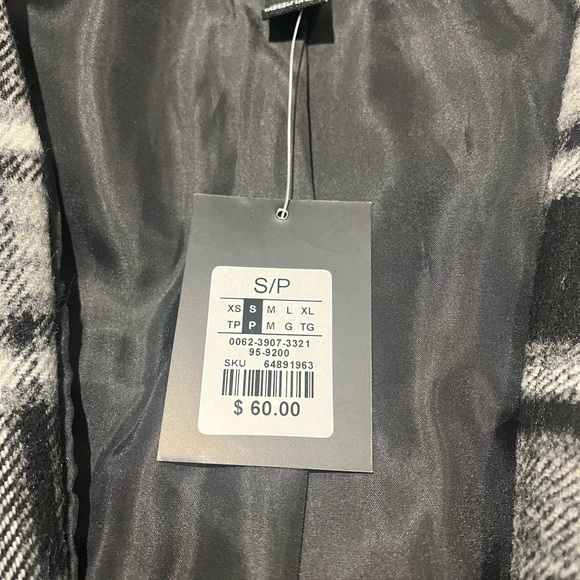 S/P
XS S M L XL
TP P M G TG
0062-3907-3321
95-9200
SKU 64891963
$ 60.00